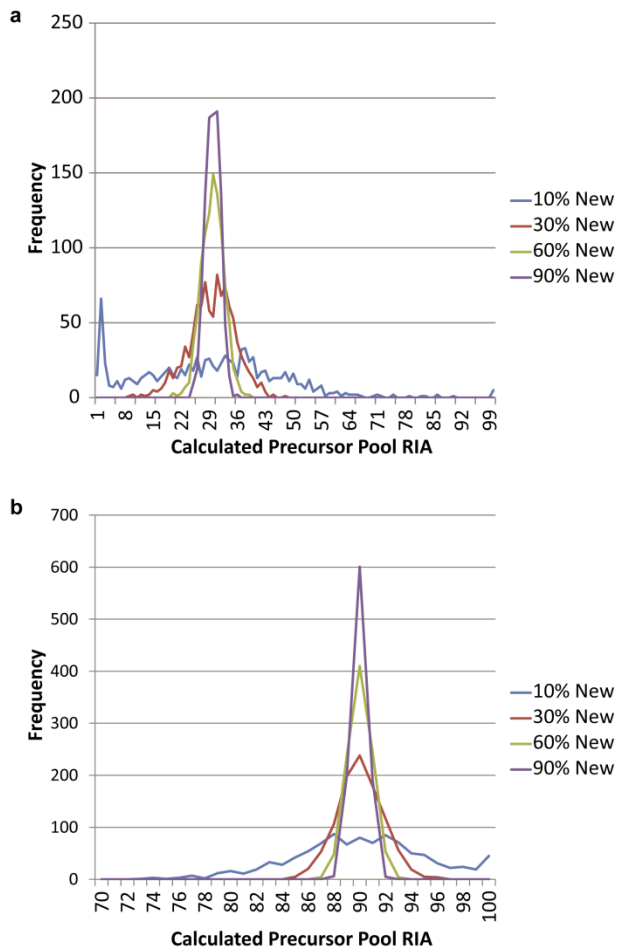 a
250
200
150
100
50
0
Frequency
1 8 15 22 29 36 43 50 57 64 71 78 85 92 99
Calculated Precursor Pool RIA
10% New
30% New
60% New
90% New
b
700
600
500
400
300
200
100
0
Frequency
70 72 74 76 78 80 82 84 86 88 90 92 94 96 98 100
Calculated Precursor Pool RIA
10% New
30% New
60% New
90% New